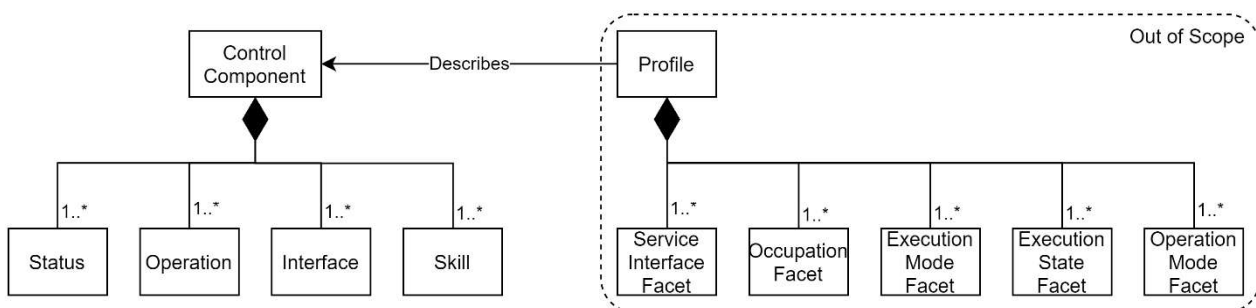 Out of Scope
Control
Component
Describes
Profile
1..*
1..*
1..*
1..*
1..*
1..*
1..*
1..*
1..*
Status
Operation
Interface
Skill
Service
Interface
Facet
Occupation
Facet
Execution
Mode
Facet
Execution
State
Facet
Operation
Mode
Facet